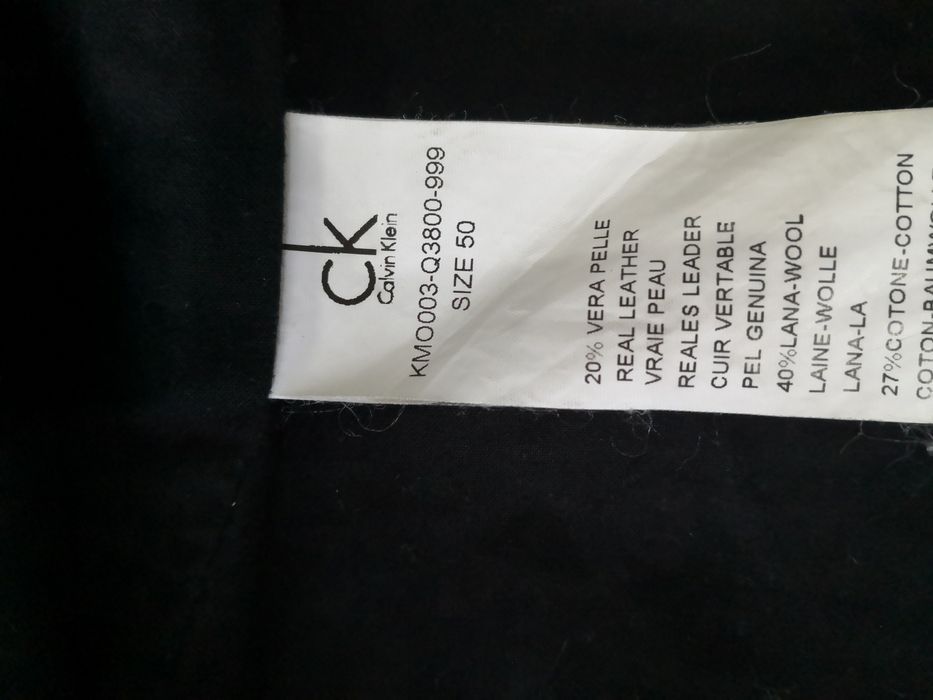 ck
Calvin Klein
KMO003-Q3800-999
SIZE 50
20% VERA PELLE
REAL LEATHER
VRAIE PEAU
REALES LEADER
CUIR VERTABLE
PEL GENUINA
40%LANA-WOOL
LAINE-WOLLE
LANA-LA
27%COTONE-COTTON